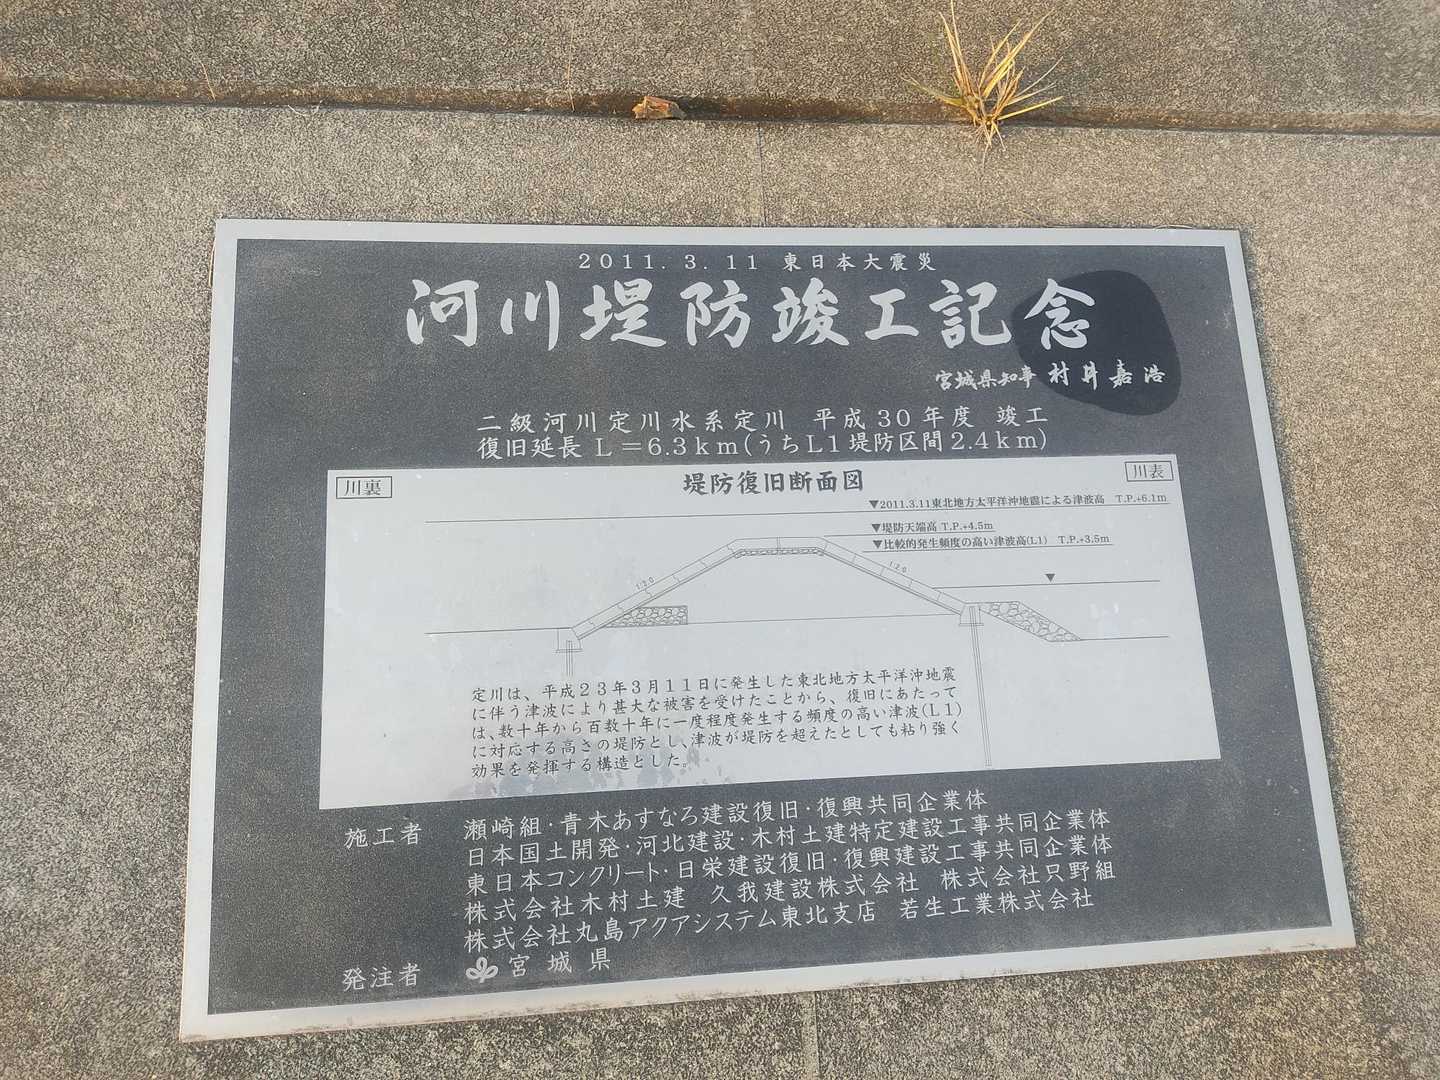 2011.3.11 東日本大震災
河川堤防竣工記念
宮城県知事 村井嘉浩
二級河川定川水系定川 平成30年度 竣工
復旧延長 L=6.3km(うちL1堤防区間2.4km)
川裏
堤防復旧断面図
川表
▼2011.3.11東北地方太平洋沖地震による津波高 T.P.+6.1m
▼堤防天端高 T.P.+4.5m
▼比較的発生頻度の高い津波高(L1) T.P.+3.5m
1:2.0
1:2.0
定川は、平成23年3月11日に発生した東北地方太平洋沖地震
に伴う津波により甚大な被害を受けたことから、復旧にあたって
は、数十年から百数十年に一度程度発生する頻度の高い津波(L1)
に対応する高さの堤防とし、津波が堤防を超えたとしても粘り強く
効果を発揮する構造とした。
施工者 瀬崎組・青木あすなろ建設復旧・復興共同企業体
日本国土開発・河北建設・木村土建特定建設工事共同企業体
東日本コンクリート・日栄建設復旧・復興建設工事共同企業体
株式会社木村土建 久我建設株式会社 株式会社只野組
株式会社丸島アクアシステム東北支店 若生工業株式会社
発注者 宮城県